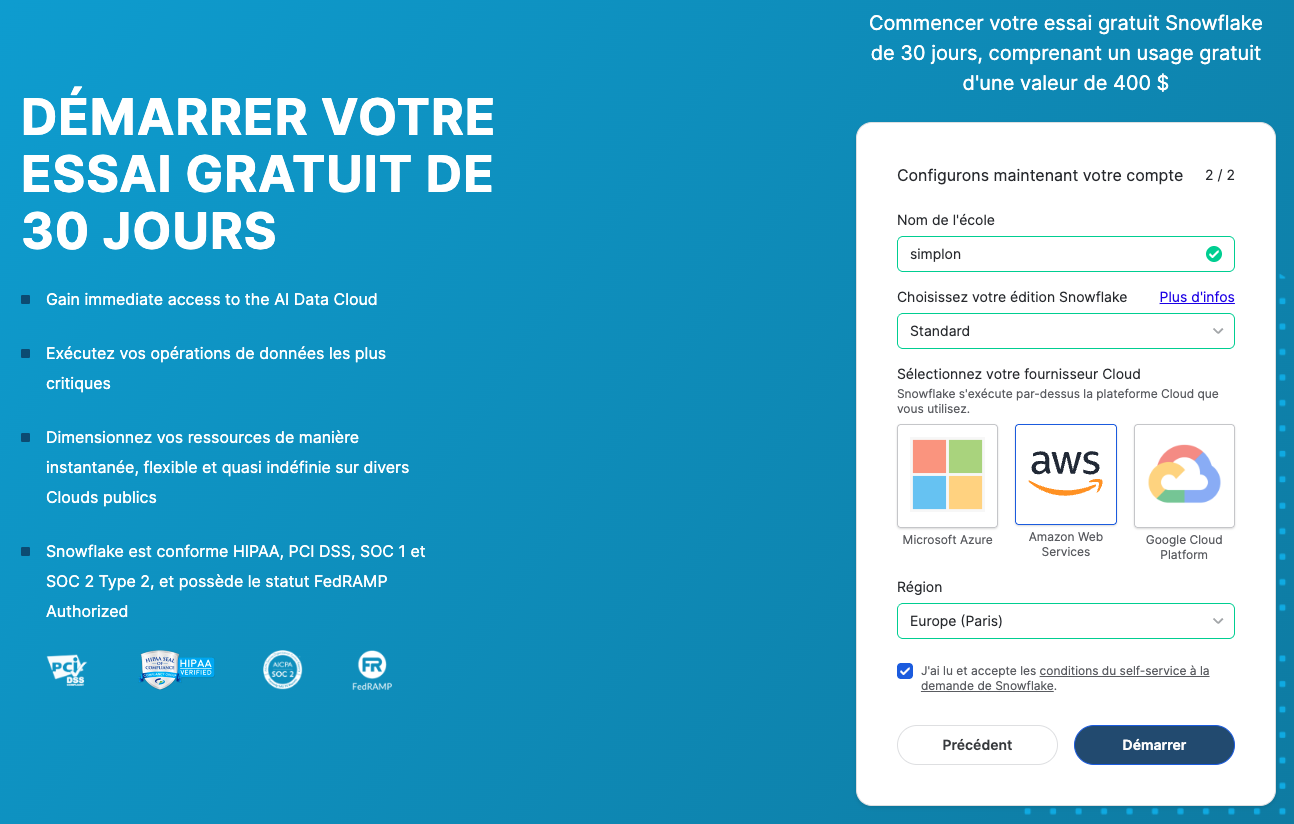 Commencer votre essai gratuit Snowflake
de 30 jours, comprenant un usage gratuit
d'une valeur de 400 $
DÉMARRER VOTRE
ESSAI GRATUIT DE
30 JOURS
Gain immediate access to the AI Data Cloud
Exécutez vos opérations de données les plus
critiques
Dimensionnez vos ressources de manière
instantanée, flexible et quasi indéfinie sur divers
Clouds publics
Snowflake est conforme HIPAA, PCI DSS, SOC 1 et
SOC 2 Type 2, et possède le statut FedRAMP
Authorized
PCI
DSS
HIPAA SEAL
OF
COMPLIANCE
HIPAA
VERIFIED
AICPA
SOC 2
FR
FedRAMP
Configurons maintenant votre compte 2 / 2
Nom de l'école
simplon
Choisissez votre édition Snowflake Plus d'infos
Standard
Sélectionnez votre fournisseur Cloud
Snowflake s'exécute par-dessus la plateforme Cloud que
vous utilisez.
aws
Microsoft Azure
Amazon Web
Services
Google Cloud
Platform
Région
Europe (Paris)
J'ai lu et accepte les conditions du self-service à la
demande de Snowflake.
Précédent Démarrer